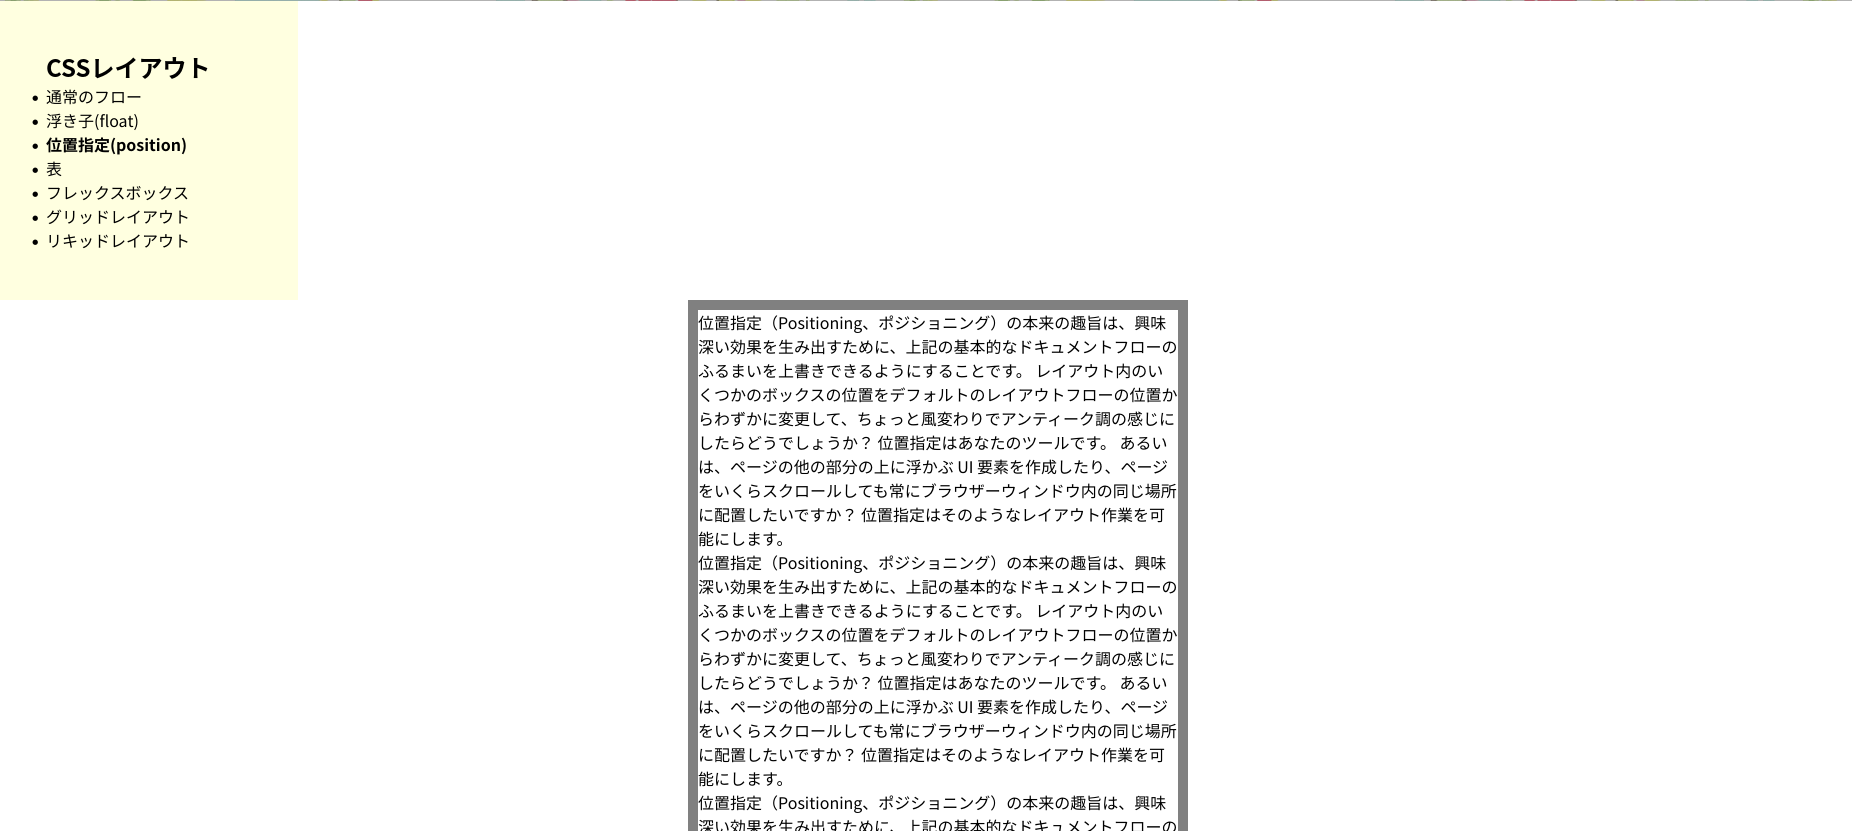 CSSレイアウト
通常のフロー
浮き子(float)
位置指定(position)
表
フレックスボックス
グリッドレイアウト
リキッドレイアウト
位置指定（Positioning、ポジショニング）の本来の趣旨は、興味
深い効果を生み出すために、上記の基本的なドキュメントフローの
ふるまいを上書きできるようにすることです。 レイアウト内のい
くつかのボックスの位置をデフォルトのレイアウトフローの位置か
らわずかに変更して、ちょっと風変わりでアンティーク調の感じに
したらどうでしょうか？ 位置指定はあなたのツールです。 あるい
は、ページの他の部分の上に浮かぶ UI 要素を作成したり、ページ
をいくらスクロールしても常にブラウザーウィンドウ内の同じ場所
に配置したいですか？ 位置指定はそのようなレイアウト作業を可
能にします。
位置指定（Positioning、ポジショニング）の本来の趣旨は、興味
深い効果を生み出すために、上記の基本的なドキュメントフローの
ふるまいを上書きできるようにすることです。 レイアウト内のい
くつかのボックスの位置をデフォルトのレイアウトフローの位置か
らわずかに変更して、ちょっと風変わりでアンティーク調の感じに
したらどうでしょうか？ 位置指定はあなたのツールです。 あるい
は、ページの他の部分の上に浮かぶ UI 要素を作成したり、ページ
をいくらスクロールしても常にブラウザーウィンドウ内の同じ場所
に配置したいですか？ 位置指定はそのようなレイアウト作業を可
能にします。
位置指定（Positioning、ポジショニング）の本来の趣旨は、興味
深い効果を生み出すために、上記の基本的なドキュメントフローの